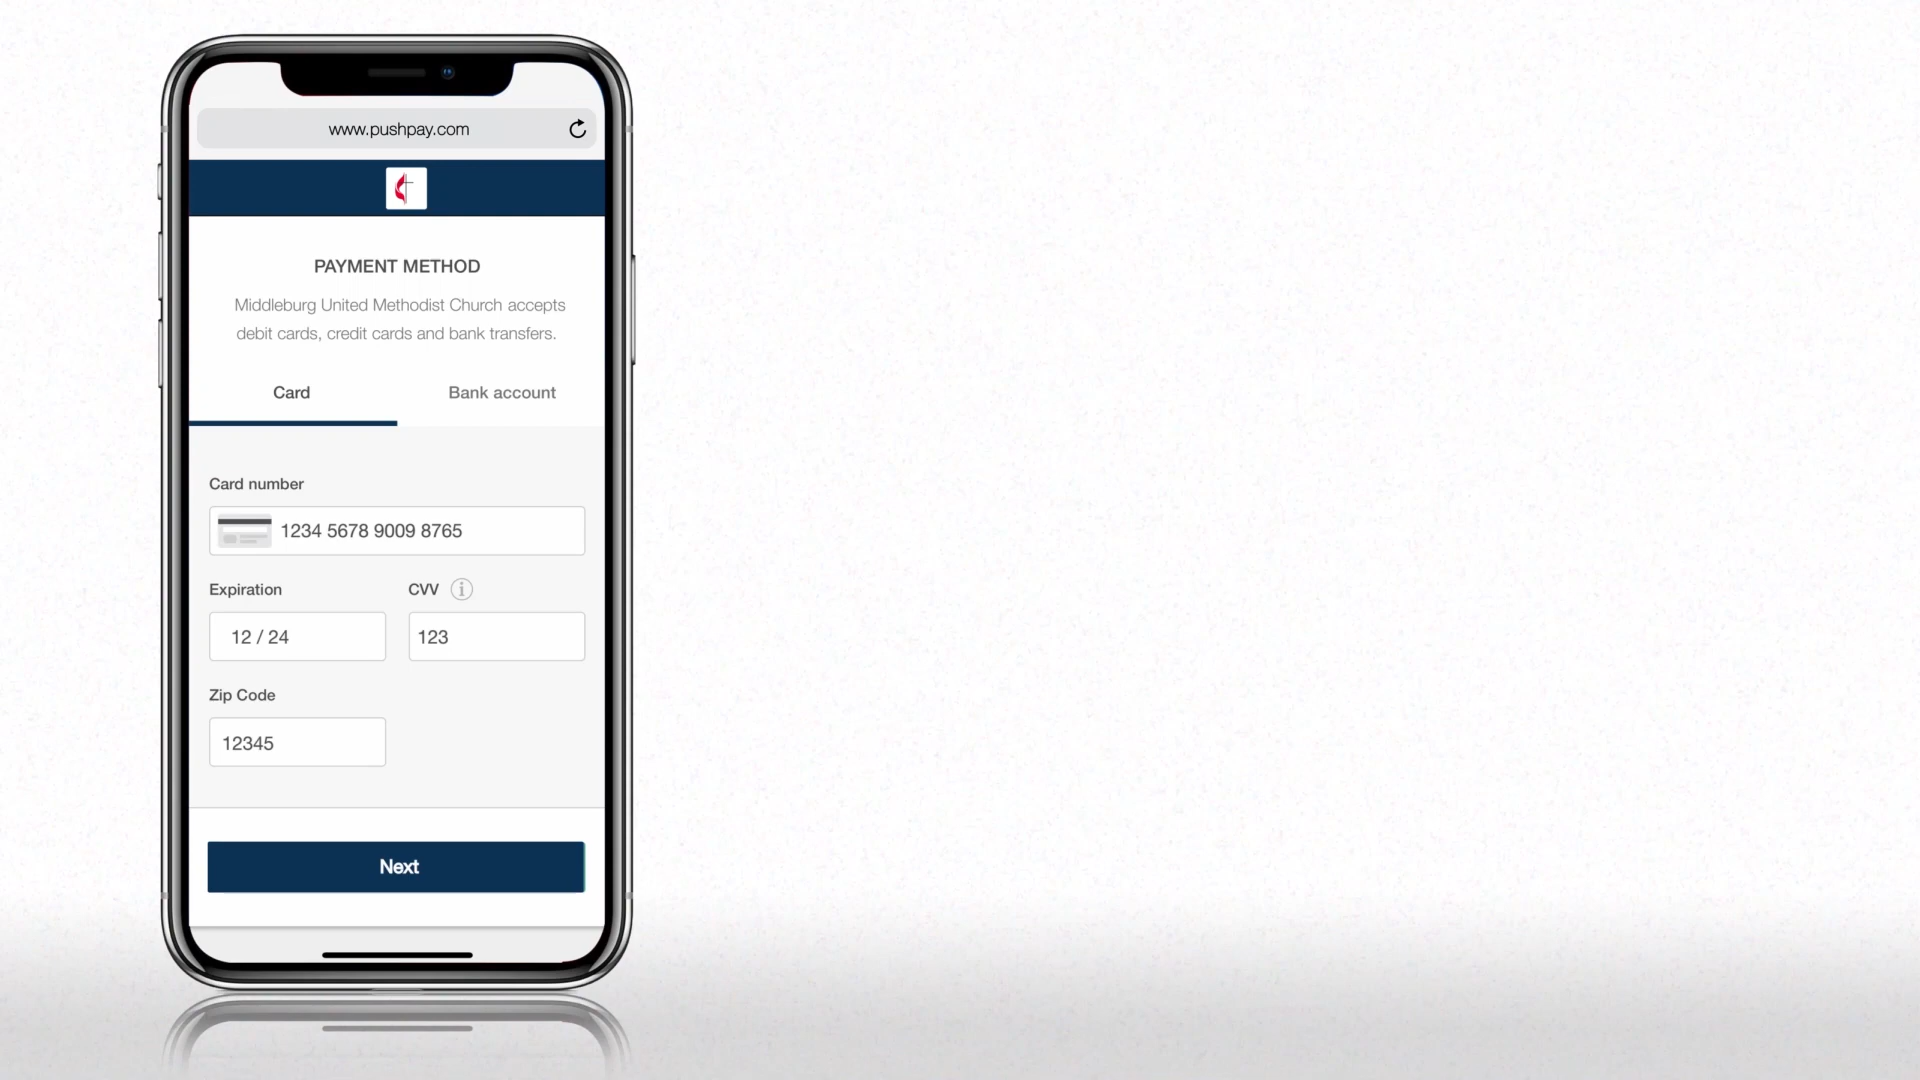 www.pushpay.com
PAYMENT METHOD
Middleburg United Methodist Church accepts
debit cards, credit cards and bank transfers.
Card
Bank account
Card number
1234 5678 9009 8765
Expiration
CVV
12 / 24
123
Zip Code
12345
Next